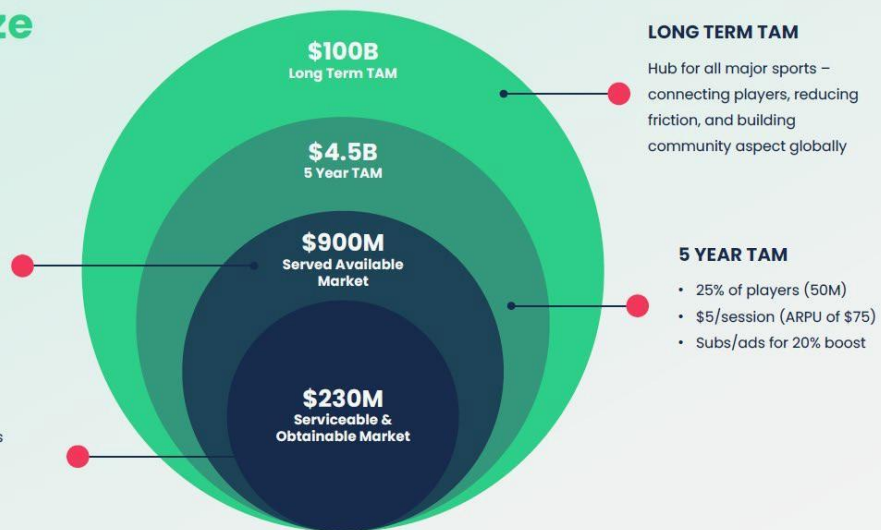 ze
$100B
Long Term TAM
$4.5B
5 Year TAM
$900M
Served Available
Market
$230M
Serviceable &
Obtainable Market
s
LONG TERM TAM
Hub for all major sports –
connecting players, reducing
friction, and building
community aspect globally
5 YEAR TAM
• 25% of players (50M)
• $5/session (ARPU of $75)
• Subs/ads for 20% boost